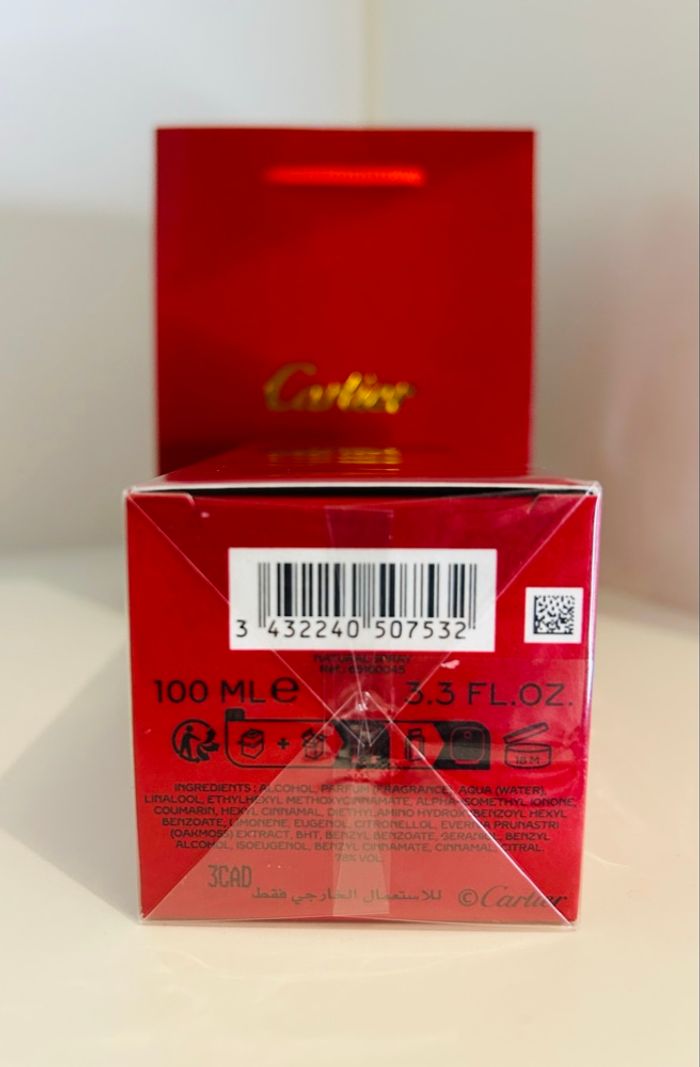 Cartier
3 432240 507532
NATURAL SPRAY
100 ML e 3.3 FL.OZ.
18 M
INGREDIENTS : ALCOHOL, PARFUM (FRAGRANCE), AQUA (WATER),
LINALOOL, ETHYLHEXYL METHOXYCINNAMATE, ALPHA-ISOMETHYL IONONE,
COUMARIN, HEXYL CINNAMAL, DIETHYLAMINO HYDROXYBENZOYL HEXYL
BENZOATE, LIMONENE, EUGENOL, CITRONELLOL, EVERNIA PRUNASTRI
(OAKMOSS) EXTRACT, BHT, BENZYL BENZOATE, GERANIOL, BENZYL
ALCOHOL, ISOEUGENOL, BENZYL CINNAMATE, CINNAMAL, CITRAL.
78% VOL.
3CAD
للاستعمال الخارجي فقط
©Cartier